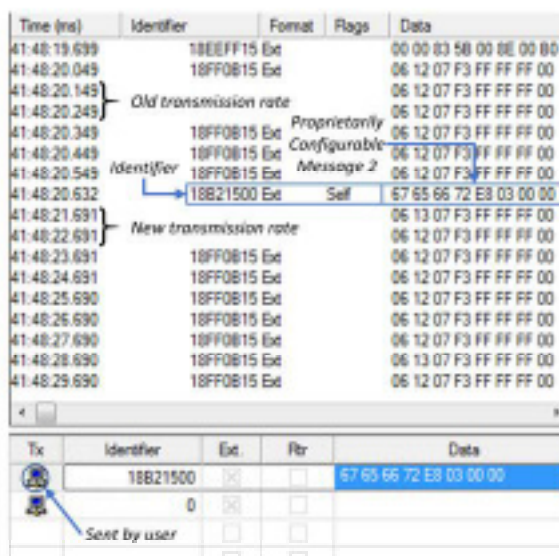 Time (ms) Identifier Format Flags Data
41:48:19.699 18EEFF15 Ext 00 00 83 5B 00 8E 00 80
41:48:20.049 18FF0B15 Ext 06 12 07 F3 FF FF FF 00
41:48:20.149 06 12 07 F3 FF FF FF 00
Old transmission rate
41:48:20.249 06 12 07 F3 FF FF FF 00
41:48:20.349 18FF0B15 Ext Proprietarily 06 12 07 F3 FF FF FF 00
41:48:20.449 18FF0B15 Ext Configurable 06 12 07 F3 FF FF FF 00
41:48:20.549 Identifier 18FF0B15 Ext Message 2 06 12 07 F3 FF FF FF 00
41:48:20.632 18B21500 Ext Self 67 65 66 72 E8 03 00 00
41:48:21.691 06 13 07 F3 FF FF FF 00
New transmission rate
41:48:22.691 06 12 07 F3 FF FF FF 00
41:48:23.691 18FF0B15 Ext 06 12 07 F3 FF FF FF 00
41:48:24.691 18FF0B15 Ext 06 12 07 F3 FF FF FF 00
41:48:25.690 18FF0B15 Ext 06 12 07 F3 FF FF FF 00
41:48:26.690 18FF0B15 Ext 06 12 07 F3 FF FF FF 00
41:48:27.690 18FF0B15 Ext 06 12 07 F3 FF FF FF 00
41:48:28.690 18FF0B15 Ext 06 13 07 F3 FF FF FF 00
41:48:29.690 18FF0B15 Ext 06 12 07 F3 FF FF FF 00
Tx Identifier Ext. Rtr Data
18B21500 67 65 66 72 E8 03 00 00
0
Sent by user